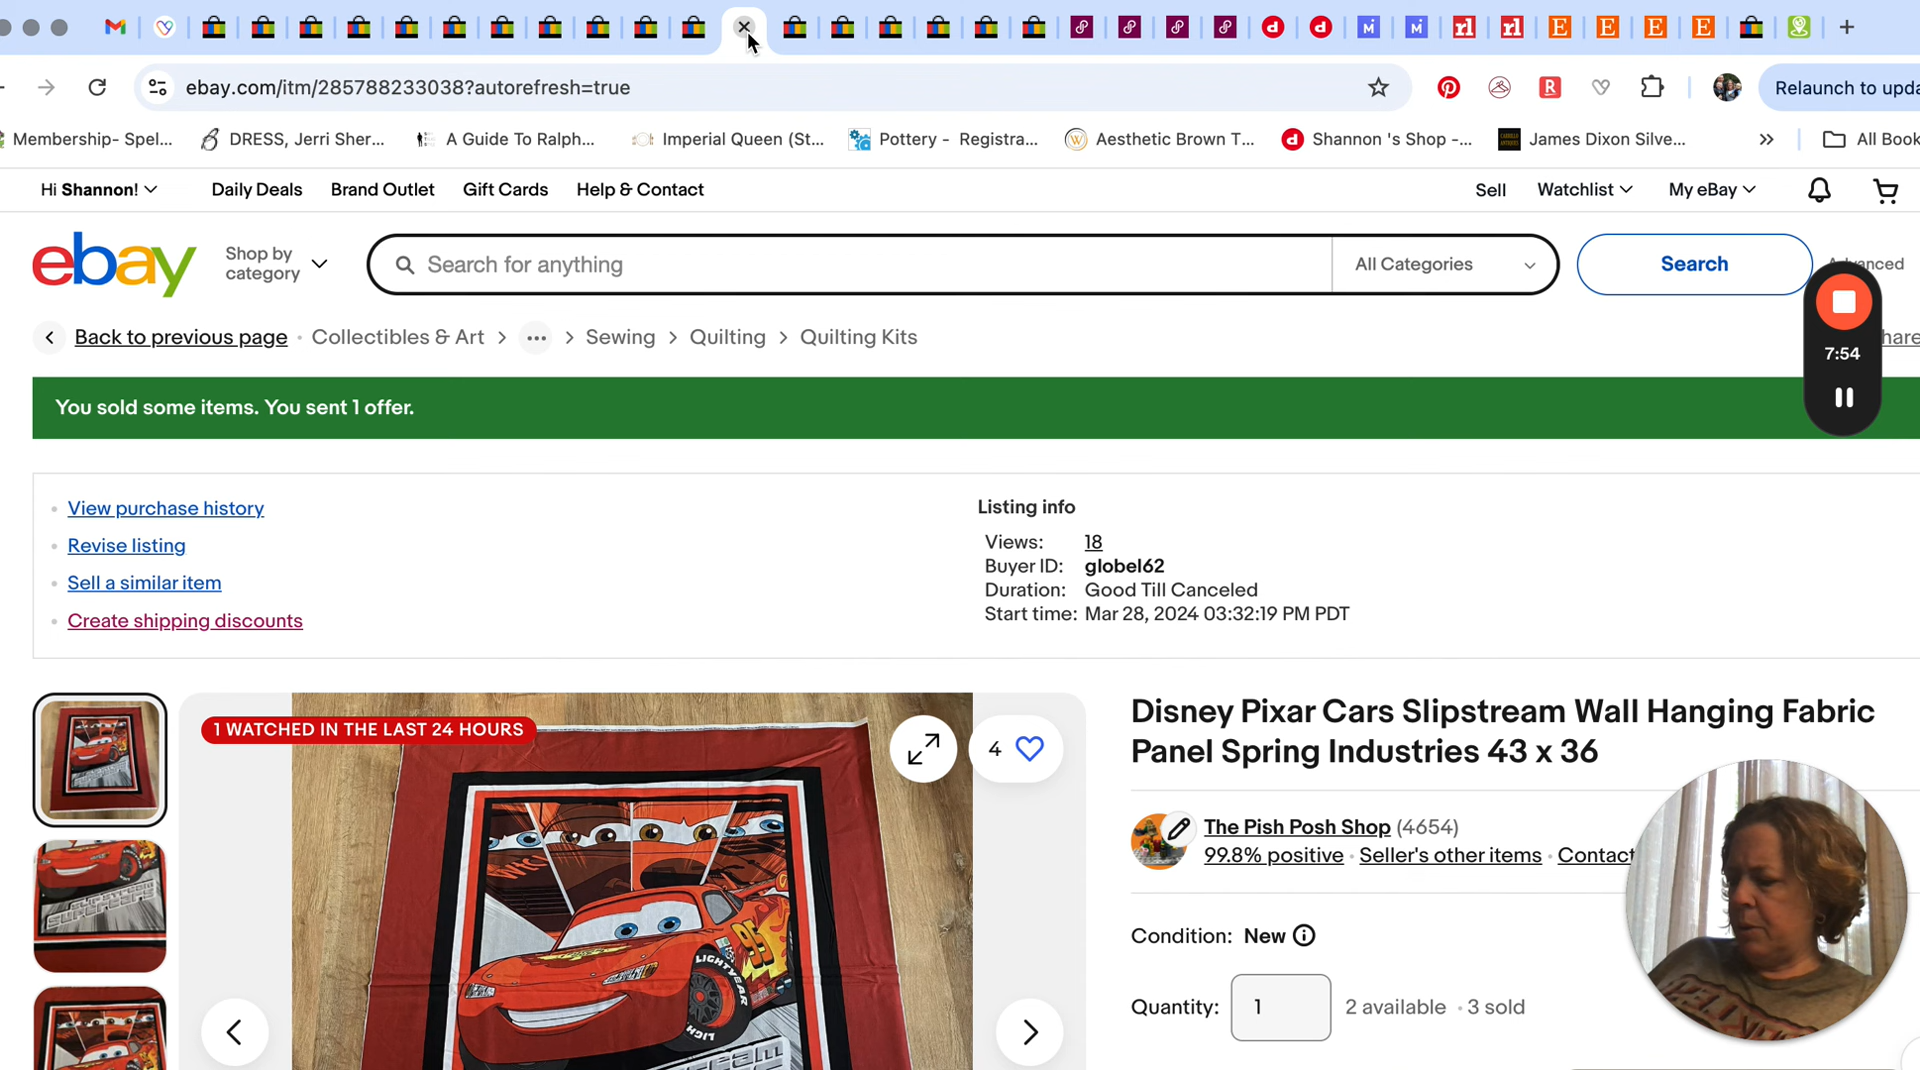 ebay.com/itm/285788233038?autorefresh=true
Relaunch to upda
Membership- Spel...
DRESS, Jerri Sher...
A Guide To Ralph...
Imperial Queen (St...
Pottery - Registra...
Aesthetic Brown T...
Shannon 's Shop -...
James Dixon Silve...
All Book
Hi Shannon!
Daily Deals
Brand Outlet
Gift Cards
Help & Contact
Sell
Watchlist
My eBay
ebay
Shop by
category
Search for anything
All Categories
Search
Advanced
7:54
Back to previous page
Collectibles & Art
...
Sewing
Quilting
Quilting Kits
hare
You sold some items. You sent 1 offer.
View purchase history
Revise listing
Sell a similar item
Create shipping discounts
Listing info
Views: 18
Buyer ID: globel62
Duration: Good Till Canceled
Start time: Mar 28, 2024 03:32:19 PM PDT
1 WATCHED IN THE LAST 24 HOURS
4
95
LIGHTYEAR
Disney Pixar Cars Slipstream Wall Hanging Fabric
Panel Spring Industries 43 x 36
The Pish Posh Shop (4654)
99.8% positive · Seller's other items · Contact
Condition: New
Quantity: 1 2 available · 3 sold